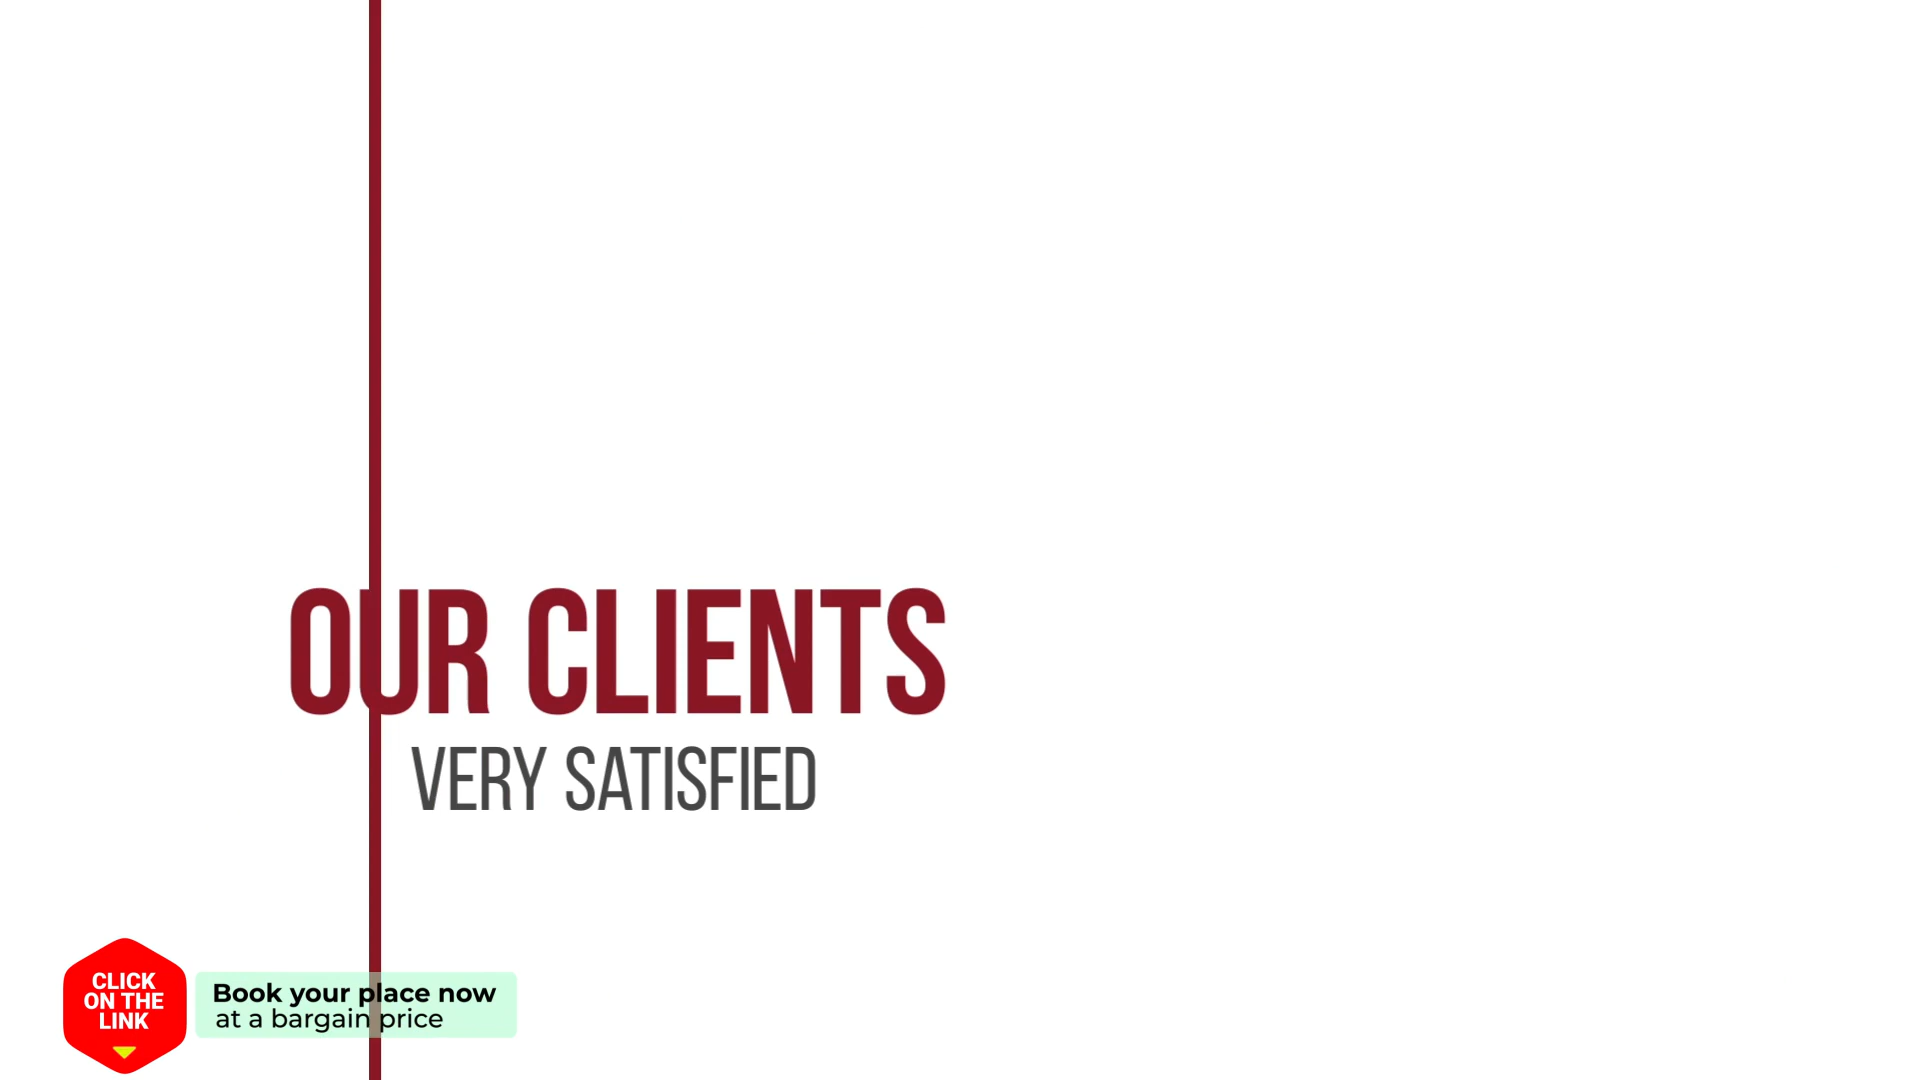 OUR CLIENTS
VERY SATISFIED
CLICK
ON THE
LINK
Book your place now
at a bargain price